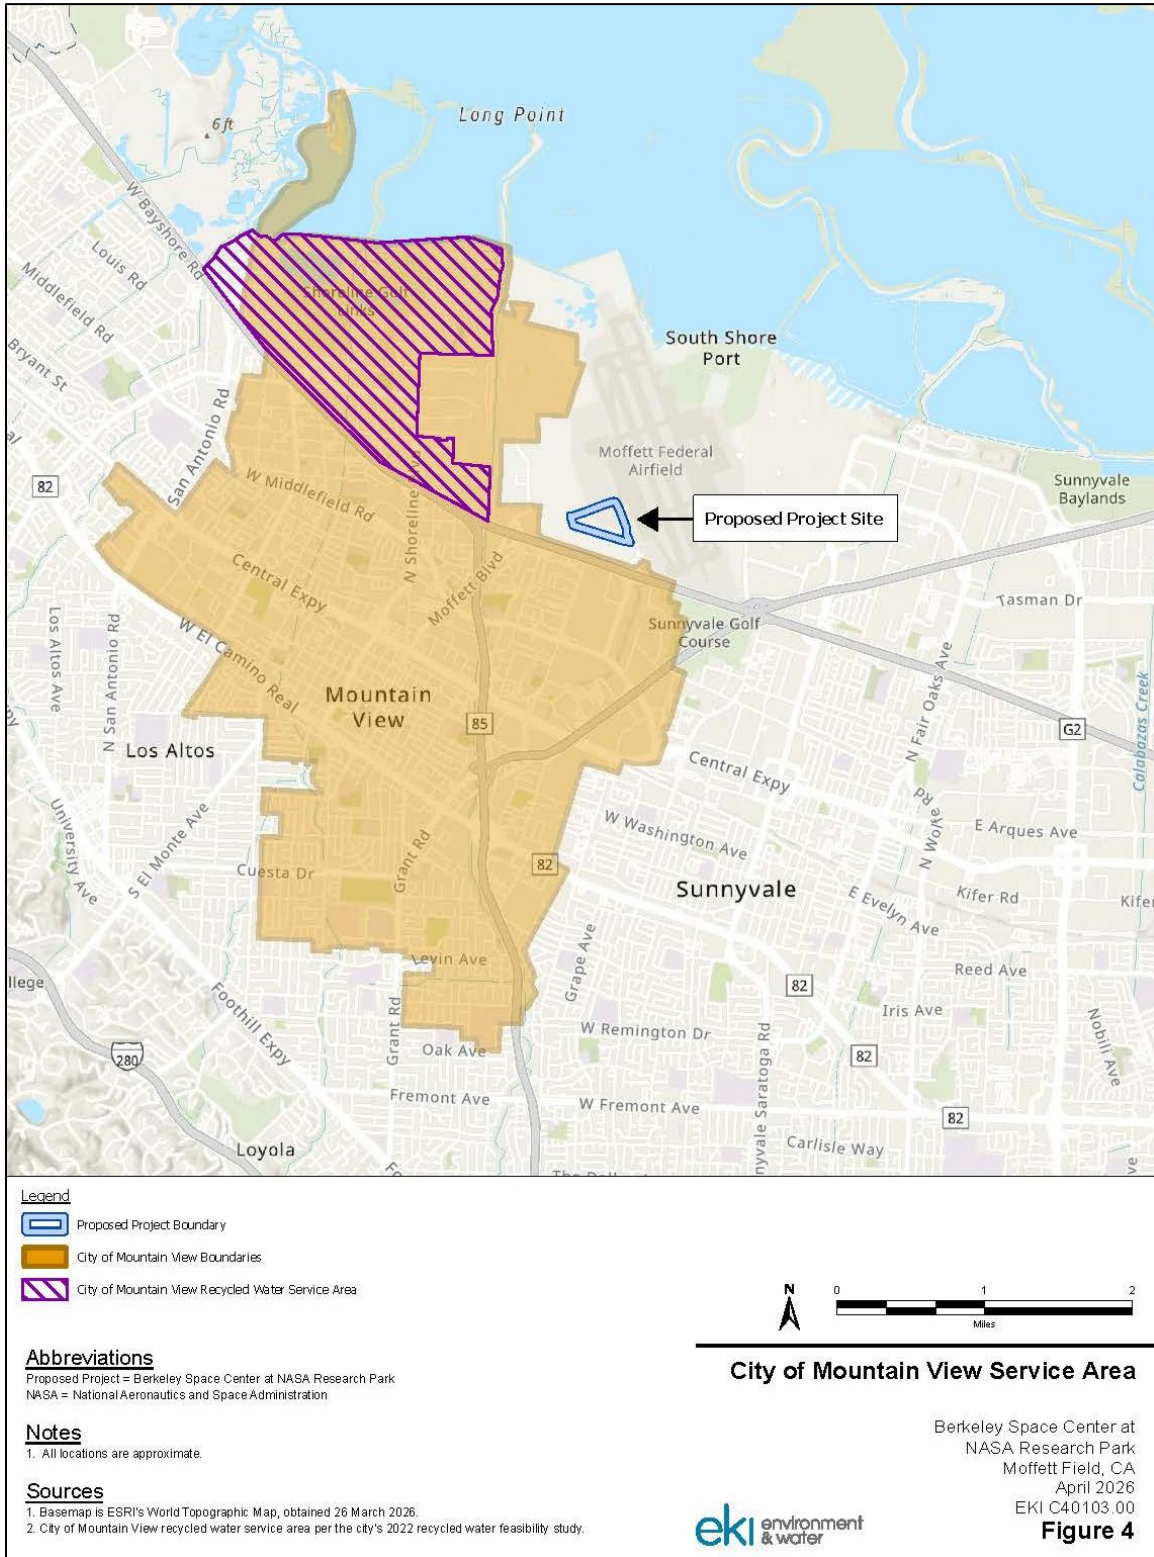 Long Point
6 ft
W Bayshore Rd
Louis Rd
Middlefield Rd
Bryant St
Shoreline Golf
Links
South Shore
Port
Moffett Federal
Airfield
Sunnyvale
Baylands
San Antonio Rd
82
W Middlefield Rd
N Shoreline Blvd
Proposed Project Site
Central Expy
Moffett Blvd
Tasman Dr
Los Altos Ave
N San Antonio Rd
W El Camino Real
Sunnyvale Golf
Course
N Fair Oaks Ave
Calabazas Creek
Mountain
View
85
G2
Los Altos
Central Expy
N Wolfe Rd
University Ave
S El Monte Ave
W Washington Ave
E Arques Ave
Cuesta Dr
Grant Rd
82
Sunnyvale
E Evelyn Ave
Kifer Rd
Kifer
Levin Ave
Grape Ave
Reed Ave
llege
82
Iris Ave
Foothill Expy
Grant Rd
Oak Ave
W Remington Dr
Nobili Ave
280
82
Fremont Ave
W Fremont Ave
82
nyvale Saratoga Rd
Loyola
Carlisle Way
Legend
Proposed Project Boundary
City of Mountain View Boundaries
City of Mountain View Recycled Water Service Area
N
0 1 2
Miles
Abbreviations
Proposed Project = Berkeley Space Center at NASA Research Park
NASA = National Aeronautics and Space Administration
Notes
1. All locations are approximate.
Sources
1. Basemap is ESRI's World Topographic Map, obtained 26 March 2026.
2. City of Mountain View recycled water service area per the city's 2022 recycled water feasibility study.
City of Mountain View Service Area
Berkeley Space Center at
NASA Research Park
Moffett Field, CA
April 2026
EKI C40103.00
Figure 4
eki environment
& water